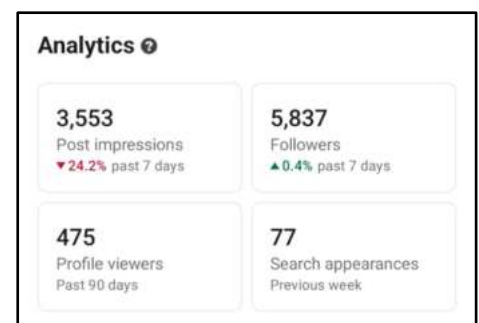 Analytics ?
3,553
Post impressions
▼24.2% past 7 days
5,837
Followers
▲0.4% past 7 days
475
Profile viewers
Past 90 days
77
Search appearances
Previous week